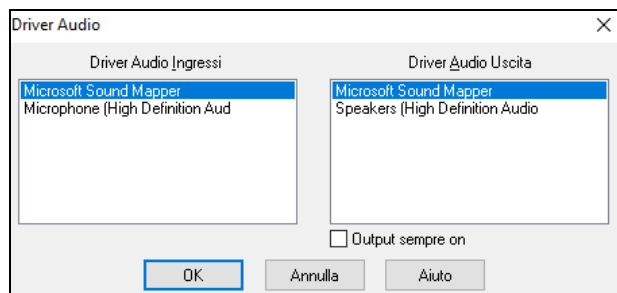 Driver Audio
Driver Audio Ingressi
Driver Audio Uscita
Microsoft Sound Mapper
Microphone (High Definition Aud
Microsoft Sound Mapper
Speakers (High Definition Audio
Output sempre on
OK
Annulla
Aiuto